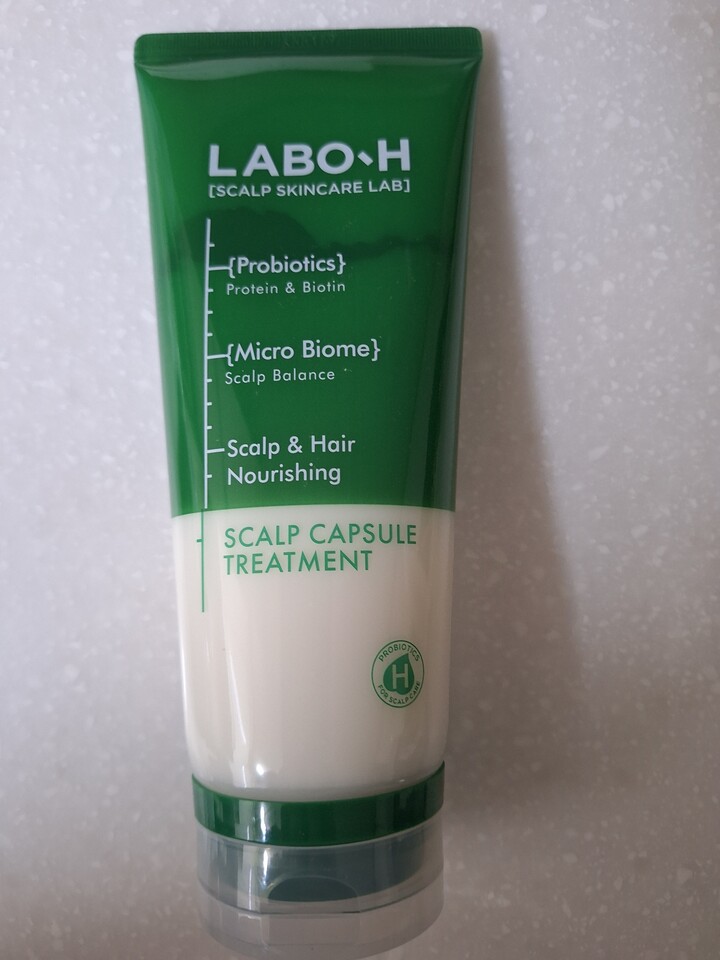 LABO-H
[SCALP SKINCARE LAB]
{Probiotics}
Protein & Biotin
{Micro Biome}
Scalp Balance
Scalp & Hair
Nourishing
SCALP CAPSULE
TREATMENT
PROBIOTICS
H
FOR SCALP CARE